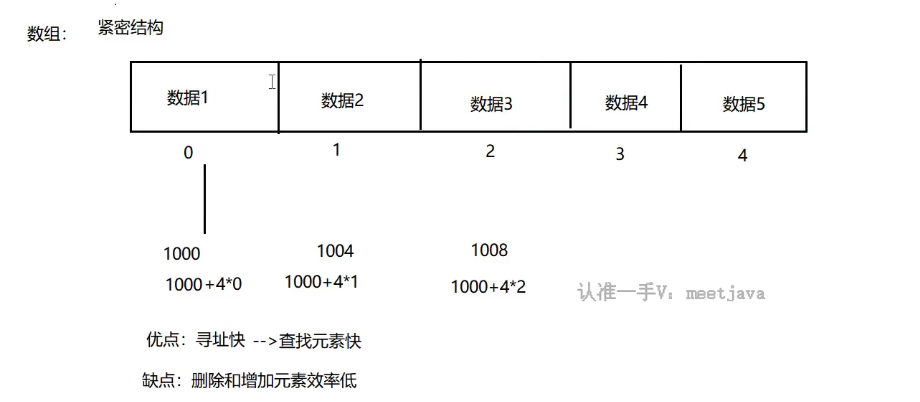 数组： 紧密结构
数据1 数据2 数据3 数据4 数据5
0 1 2 3 4
1000 1004 1008
1000+4*0 1000+4*1 1000+4*2 认准一手V：meetjava
优点：寻址快 -->查找元素快
缺点：删除和增加元素效率低